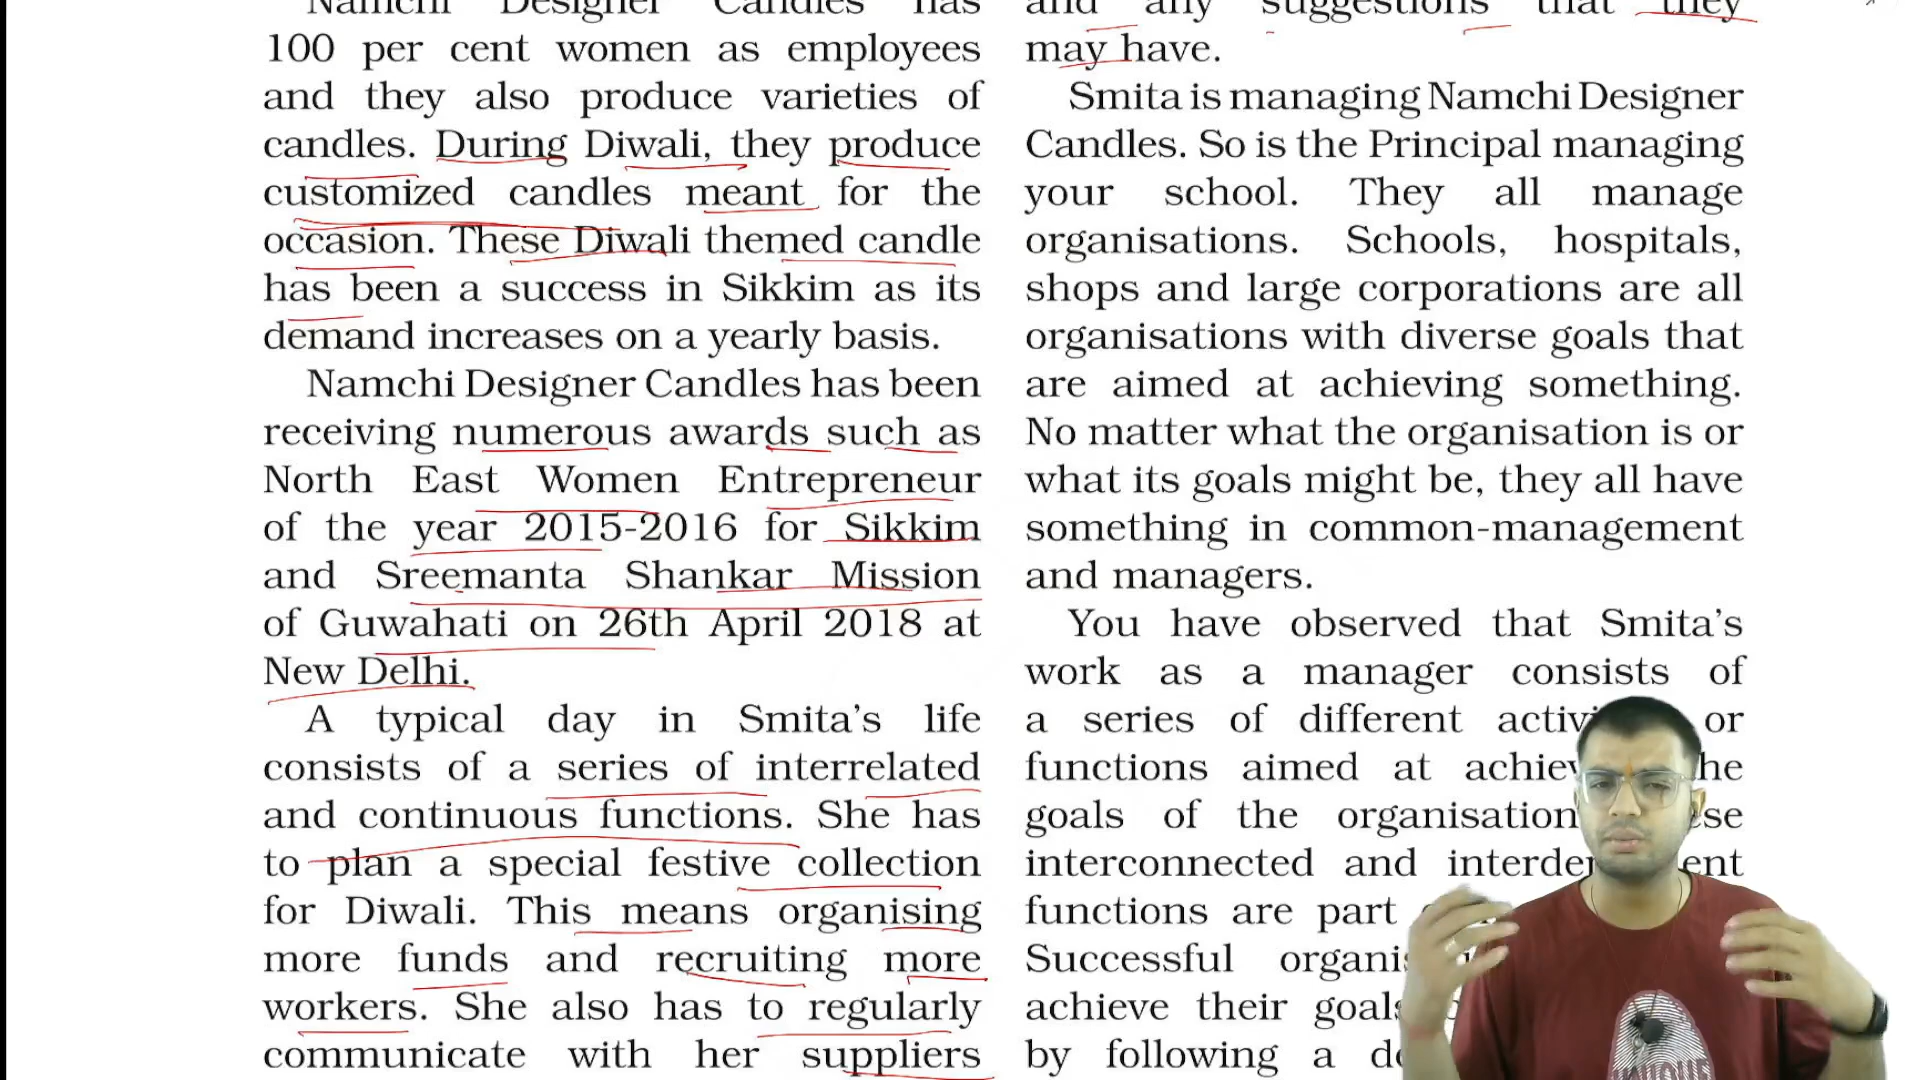 Namchi Designer Candles has
100 per cent women as employees
and they also produce varieties of
candles. During Diwali, they produce
customized candles meant for the
occasion. These Diwali themed candle
has been a success in Sikkim as its
demand increases on a yearly basis.
Namchi Designer Candles has been
receiving numerous awards such as
North East Women Entrepreneur
of the year 2015-2016 for Sikkim
and Sreemanta Shankar Mission
of Guwahati on 26th April 2018 at
New Delhi.
A typical day in Smita's life
consists of a series of interrelated
and continuous functions. She has
to plan a special festive collection
for Diwali. This means organising
more funds and recruiting more
workers. She also has to regularly
communicate with her suppliers
and any suggestions that they
may have.
Smita is managing Namchi Designer
Candles. So is the Principal managing
your school. They all manage
organisations. Schools, hospitals,
shops and large corporations are all
organisations with diverse goals that
are aimed at achieving something.
No matter what the organisation is or
what its goals might be, they all have
something in common-management
and managers.
You have observed that Smita's
work as a manager consists of
a series of different or
functions aimed at
goals of the organisation
interconnected and
functions are part
Successful
achieve their
by following a